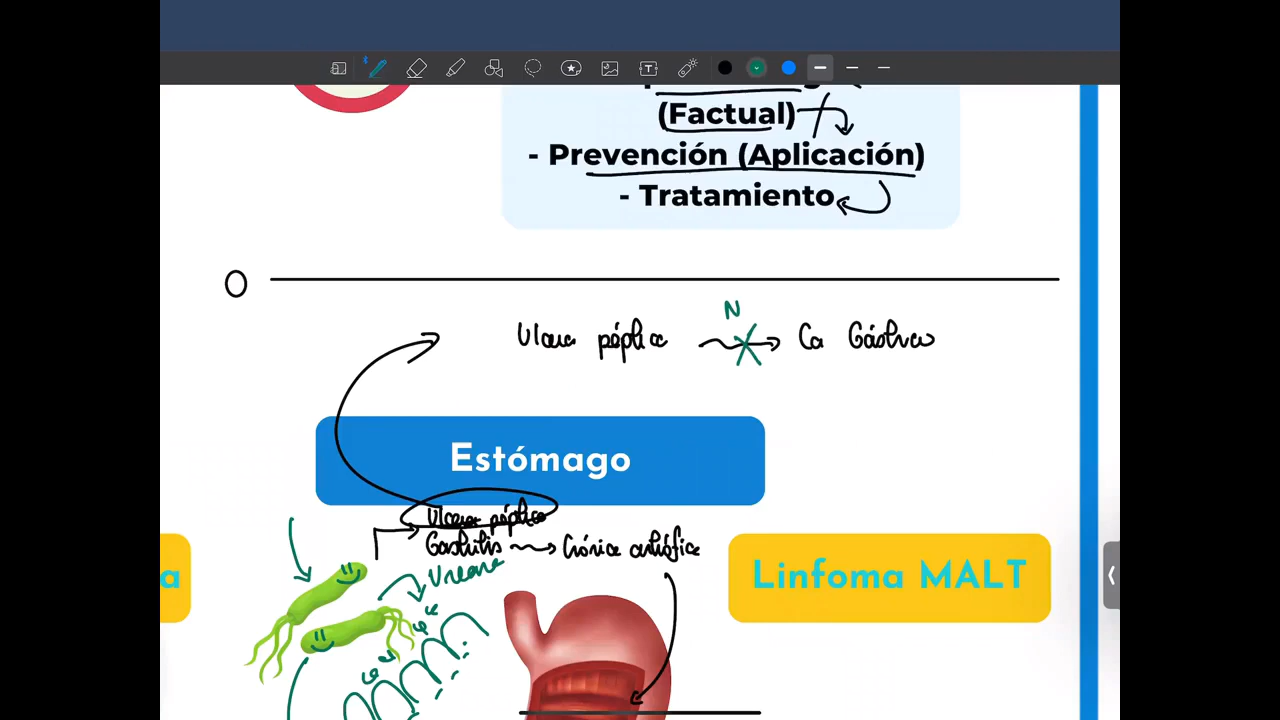 (Factual)
- Prevención (Aplicación)
- Tratamiento
O
N
Ulcera péptica Ca Gástrico
Estómago
Ulcera péptica
Gastritis Crónica atrófica
Ureasa
a
Linfoma MALT